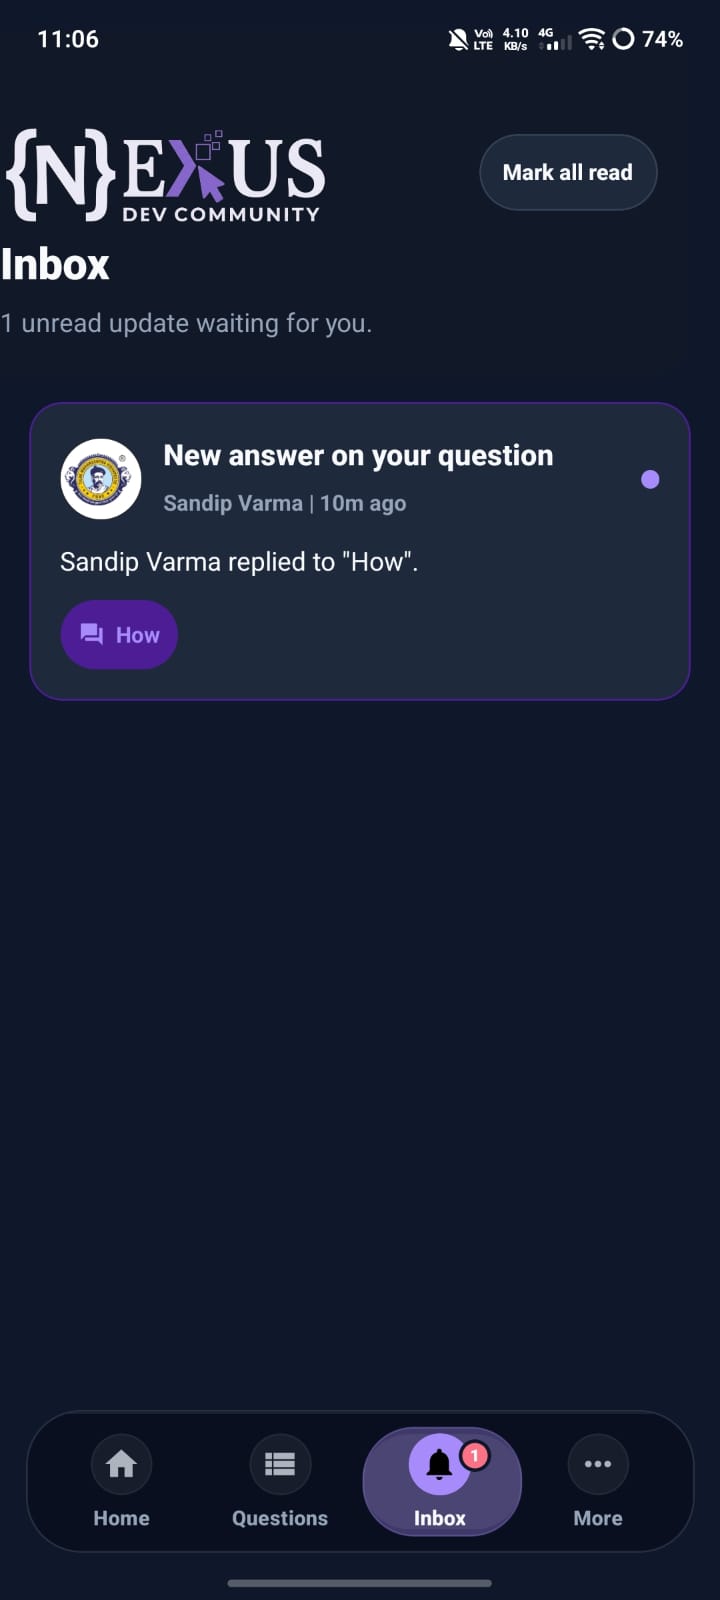 11:06
Vo) LTE
4.10 KB/s
4G
74%
{N}EXUS
DEV COMMUNITY
Mark all read
Inbox
1 unread update waiting for you.
New answer on your question
Sandip Varma | 10m ago
Sandip Varma replied to "How".
How
1
Home
Questions
Inbox
More